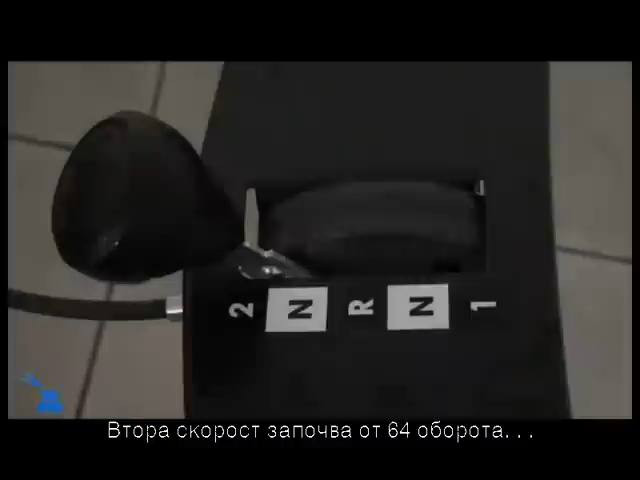 2 N R N 1
Втора скорост започва от 64 оборота. . .